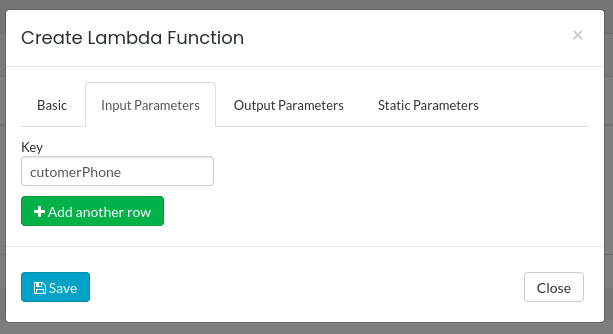 Create Lambda Function
×
Basic
Input Parameters
Output Parameters
Static Parameters
Key
cutomerPhone
Add another row
Save
Close